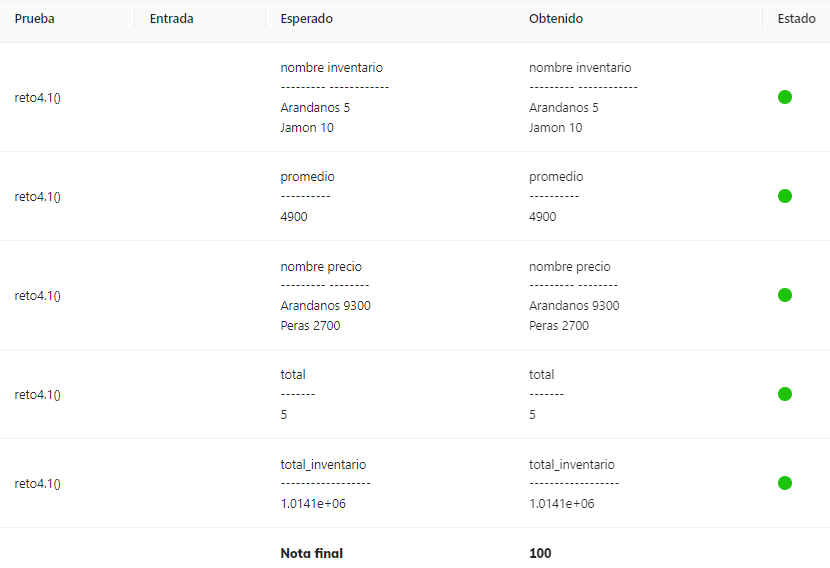 Prueba Entrada Esperado Obtenido Estado
nombre inventario nombre inventario
--------- ------------ --------- ------------
reto4.1()
Arandanos 5 Arandanos 5
Jamon 10 Jamon 10
promedio promedio
reto4.1() ---------- ----------
4900 4900
nombre precio nombre precio
--------- -------- --------- --------
reto4.1()
Arandanos 9300 Arandanos 9300
Peras 2700 Peras 2700
total total
reto4.1() ------- -------
5 5
total_inventario total_inventario
reto4.1() ------------------ ------------------
1.0141e+06 1.0141e+06
Nota final 100